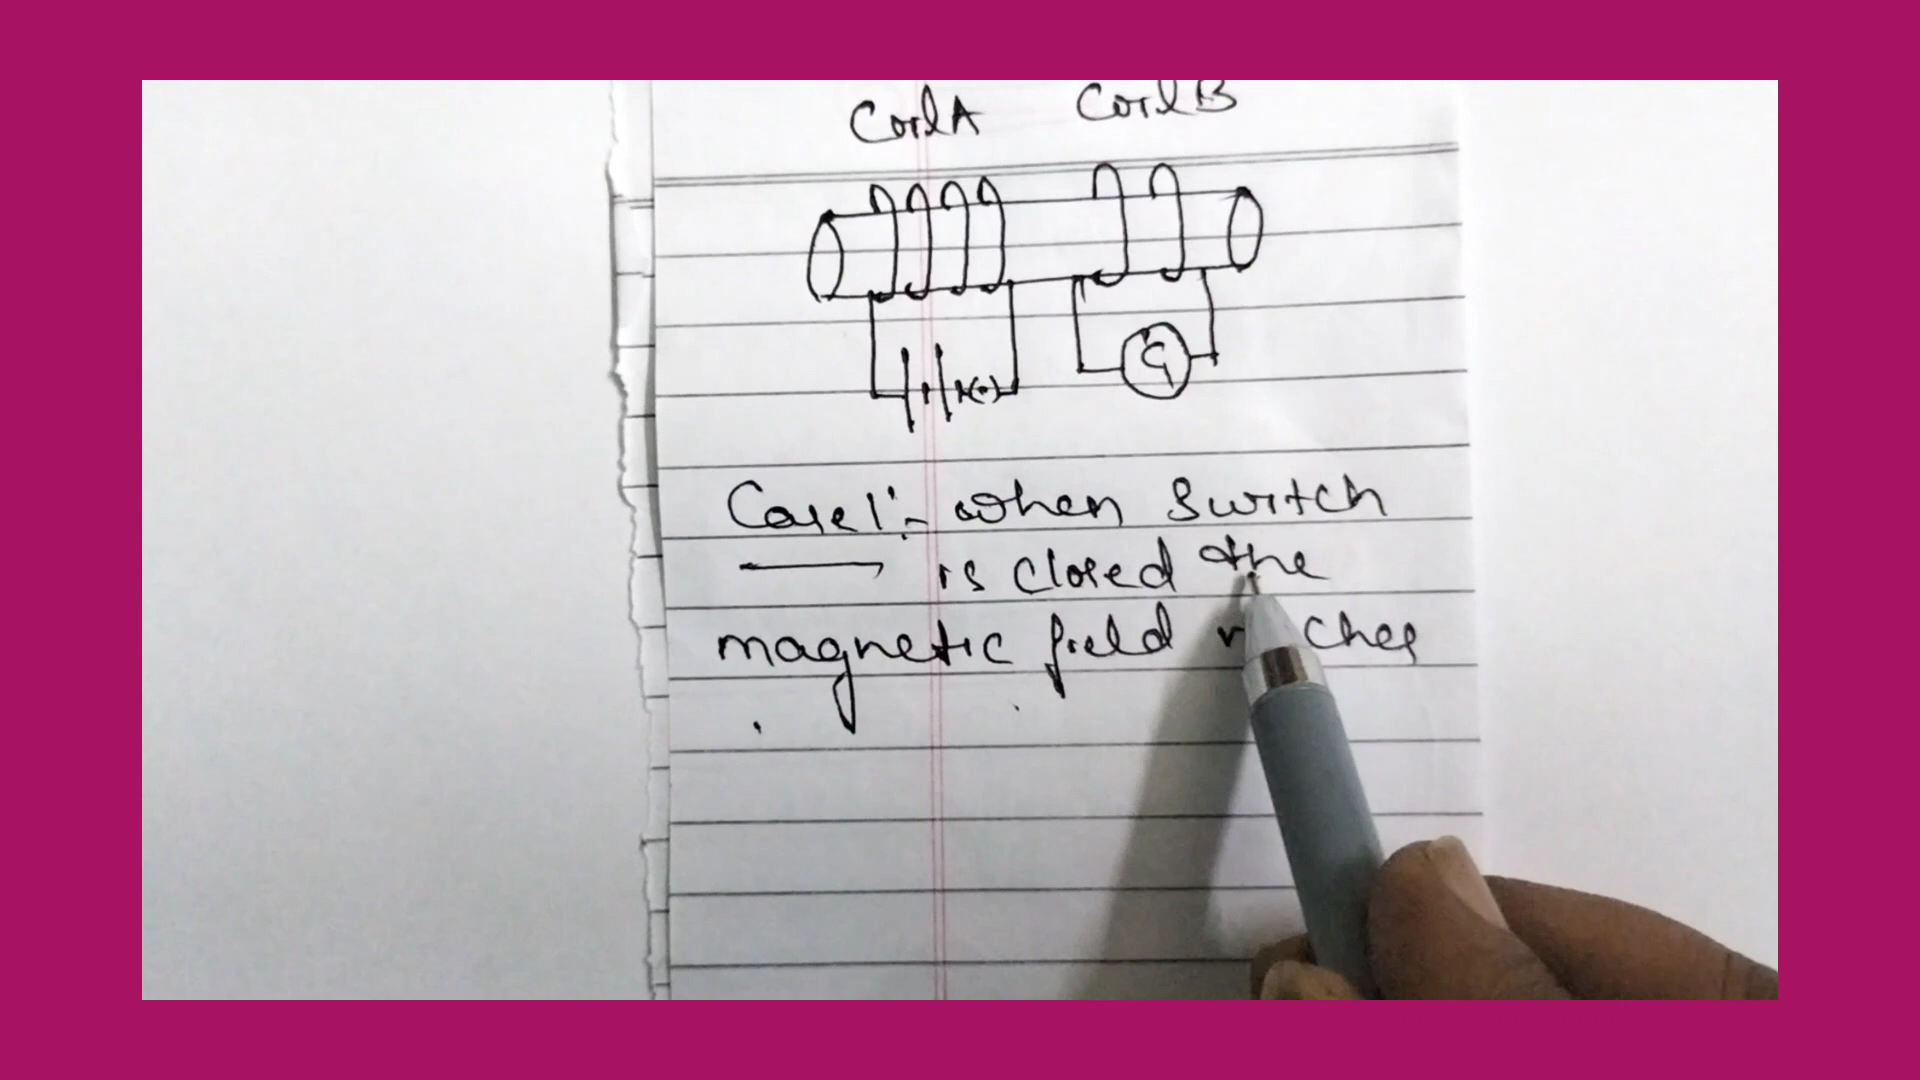 Coil A Coil B
G
Case 1:- when Switch
is closed the
magnetic field